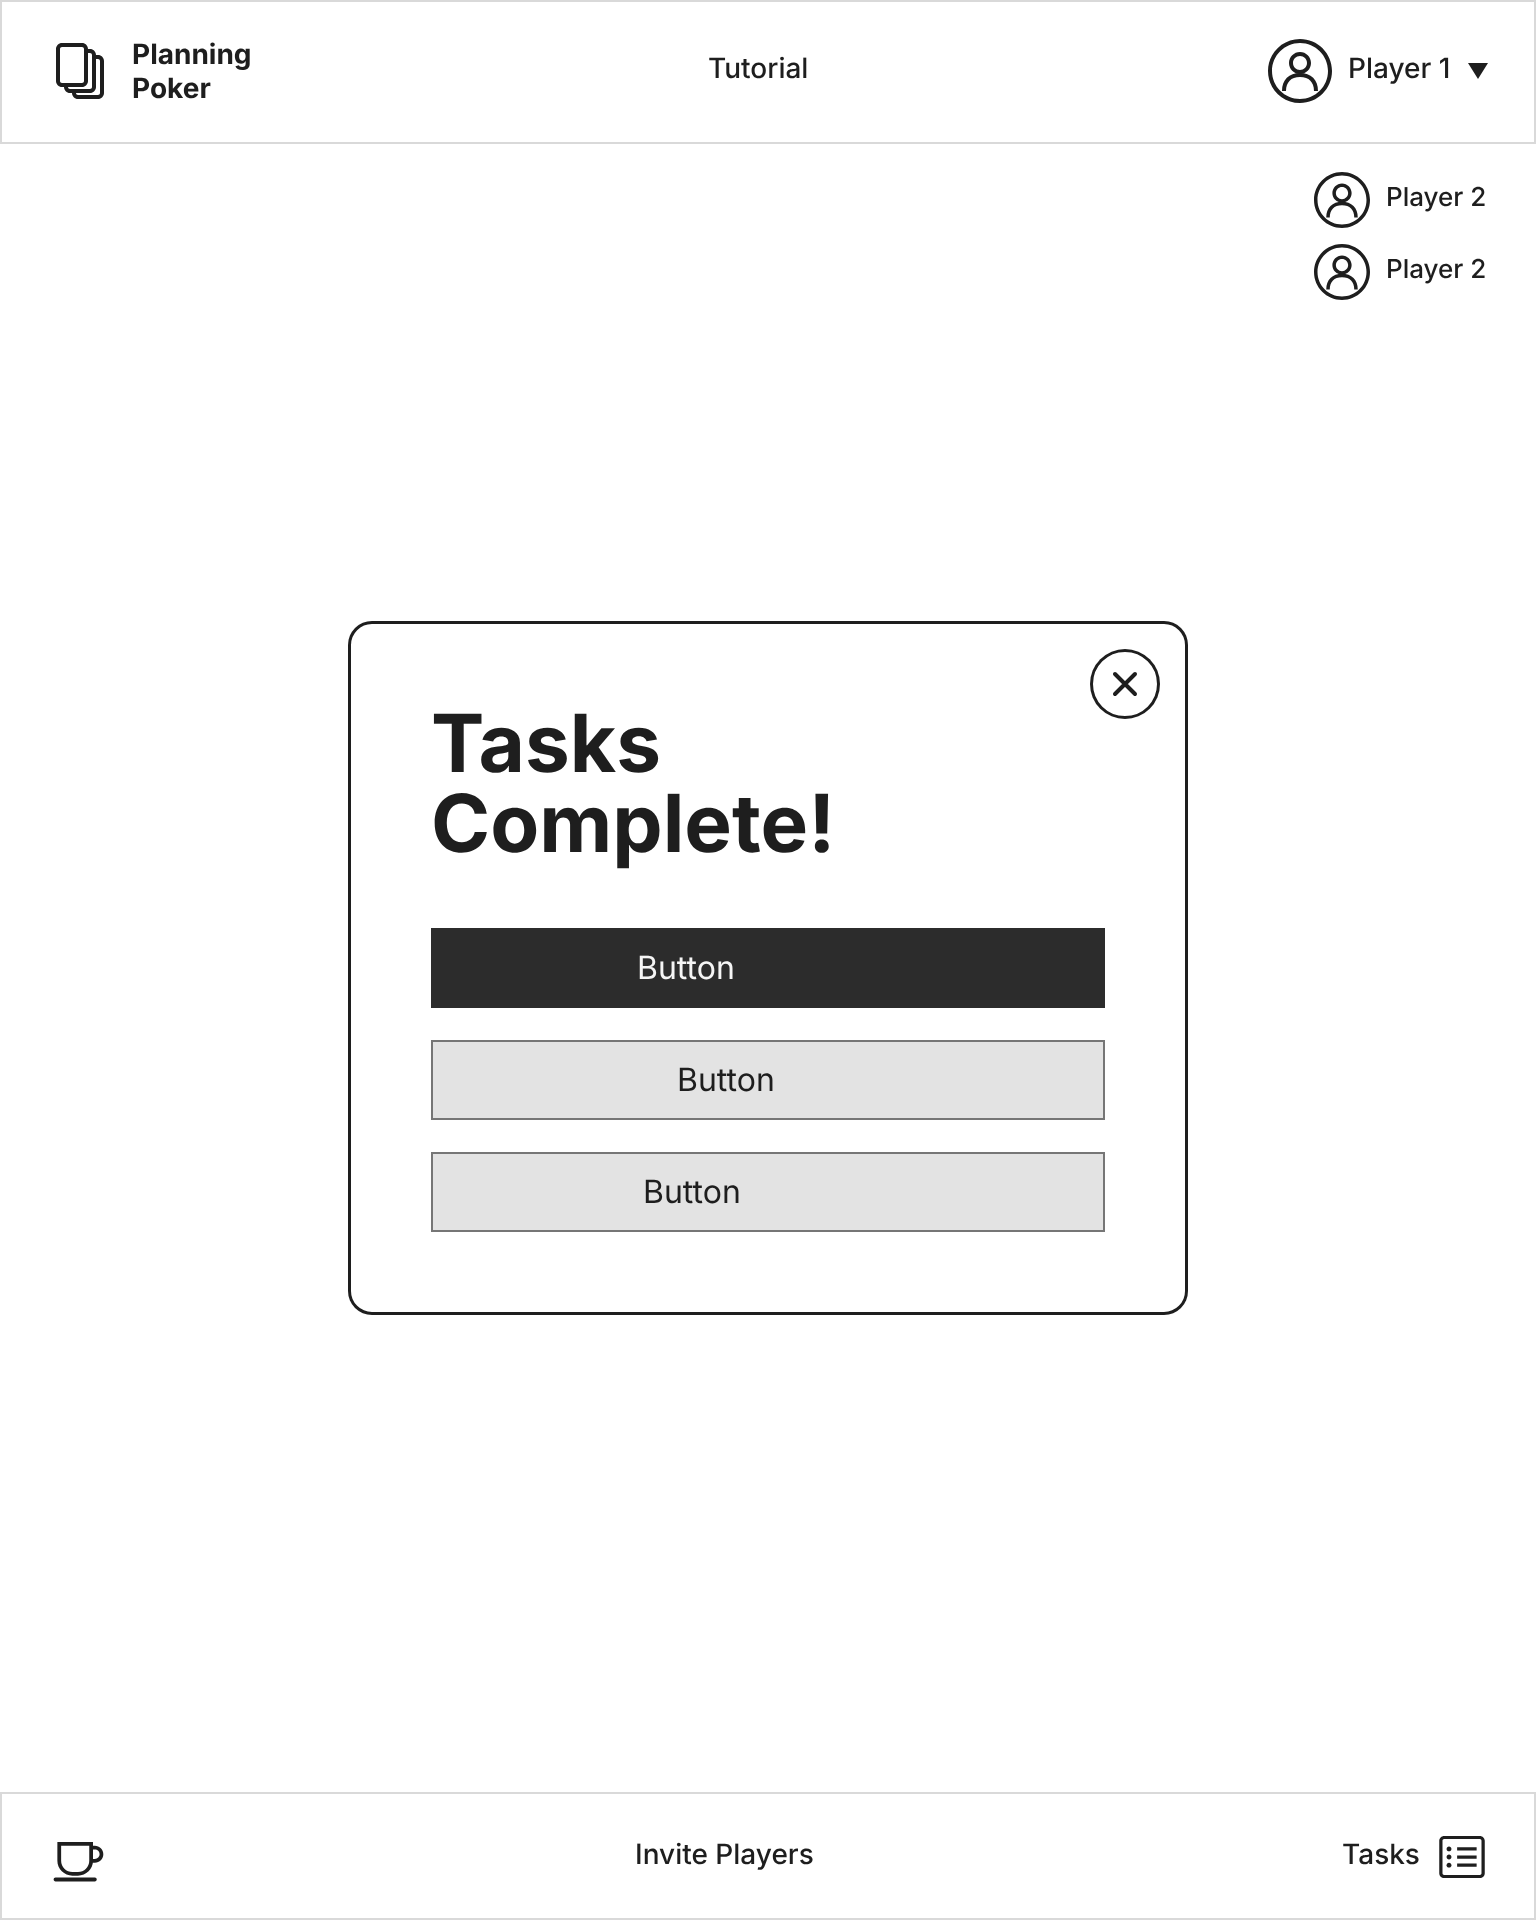 Planning
Poker
Tutorial
Player 1
Player 2
Player 2
Tasks
Complete!
Button
Button
Button
Invite Players
Tasks